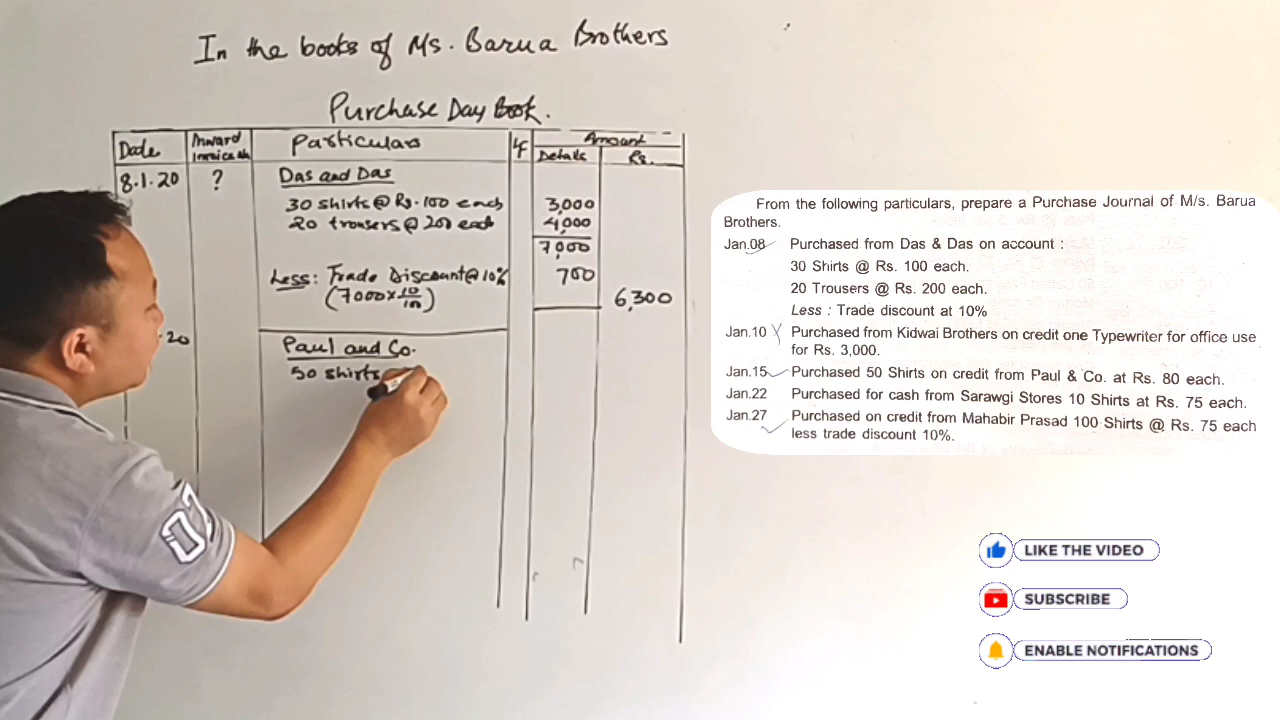 In the books of Ms. Barua Brothers
Purchase Day Book.
Date
Inward
Particulars
LF
Amount
Details
Rs.
8.1.20
?
Das and Das
30 shirts @ Rs. 100 each
3,000
20 trousers @ 200 each
4,000
7,000
Less: Trade Discount @ 10%
700
(7000 x 10/100)
6,300
.20
Paul and Co.
50 shirts
From the following particulars, prepare a Purchase Journal of M/s. Barua
Brothers.
Jan.08 Purchased from Das & Das on account :
30 Shirts @ Rs. 100 each.
20 Trousers @ Rs. 200 each.
Less : Trade discount at 10%
Jan.10 Purchased from Kidwai Brothers on credit one Typewriter for office use
for Rs. 3,000.
Jan.15 Purchased 50 Shirts on credit from Paul & Co. at Rs. 80 each.
Jan.22 Purchased for cash from Sarawgi Stores 10 Shirts at Rs. 75 each.
Jan.27 Purchased on credit from Mahabir Prasad 100 Shirts @ Rs. 75 each
less trade discount 10%.
LIKE THE VIDEO
SUBSCRIBE
ENABLE NOTIFICATIONS